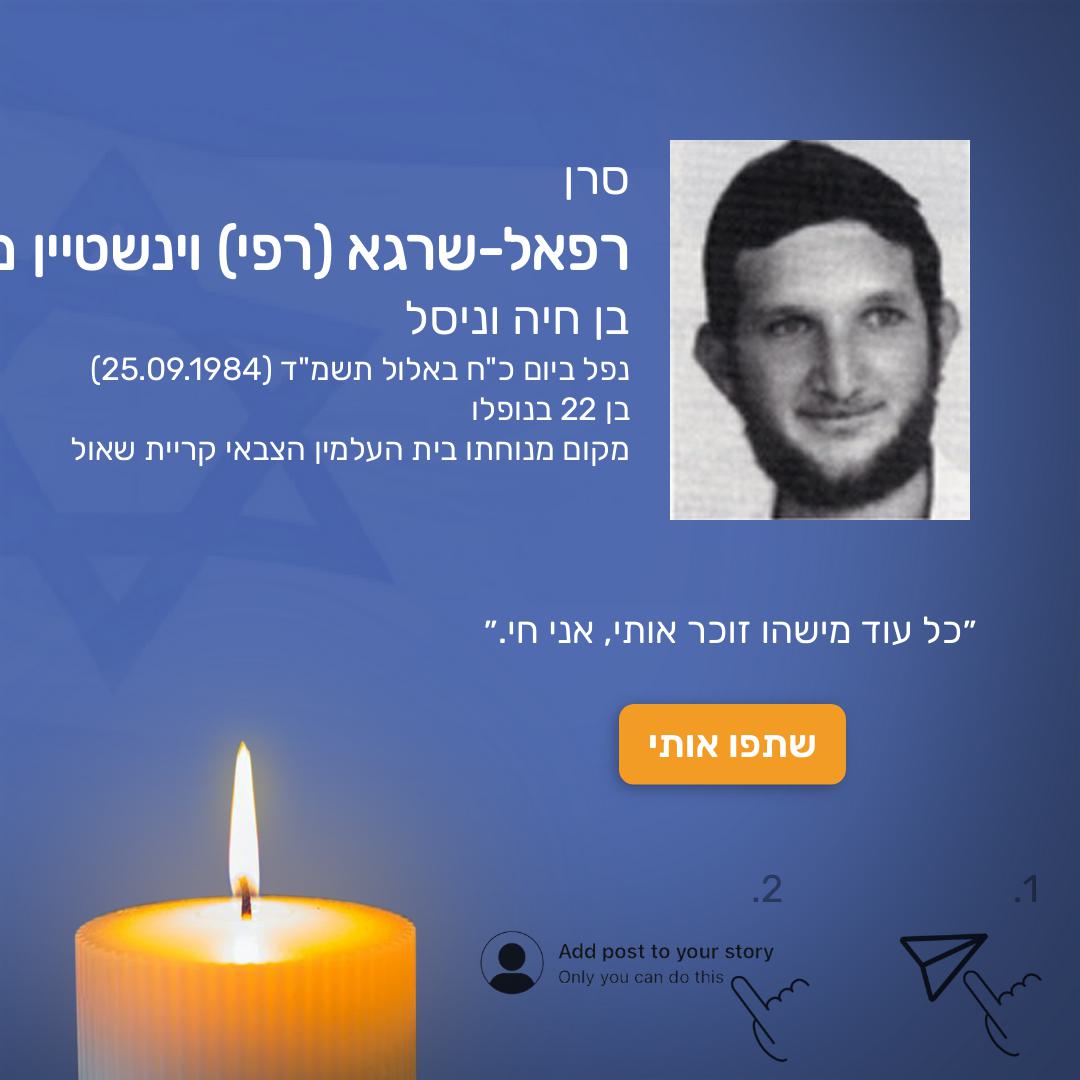 סרן
רפאל-שרגא (רפי) וינשטיין
בן חיה וניסל
נפל ביום כ"ח באלול תשמ"ד (25.09.1984)
בן 22 בנופלו
מקום מנוחתו בית העלמין הצבאי קריית שאול
״כל עוד מישהו זוכר אותי, אני חי.״
שתפו אותי
1.
2.
Add post to your story
Only you can do this